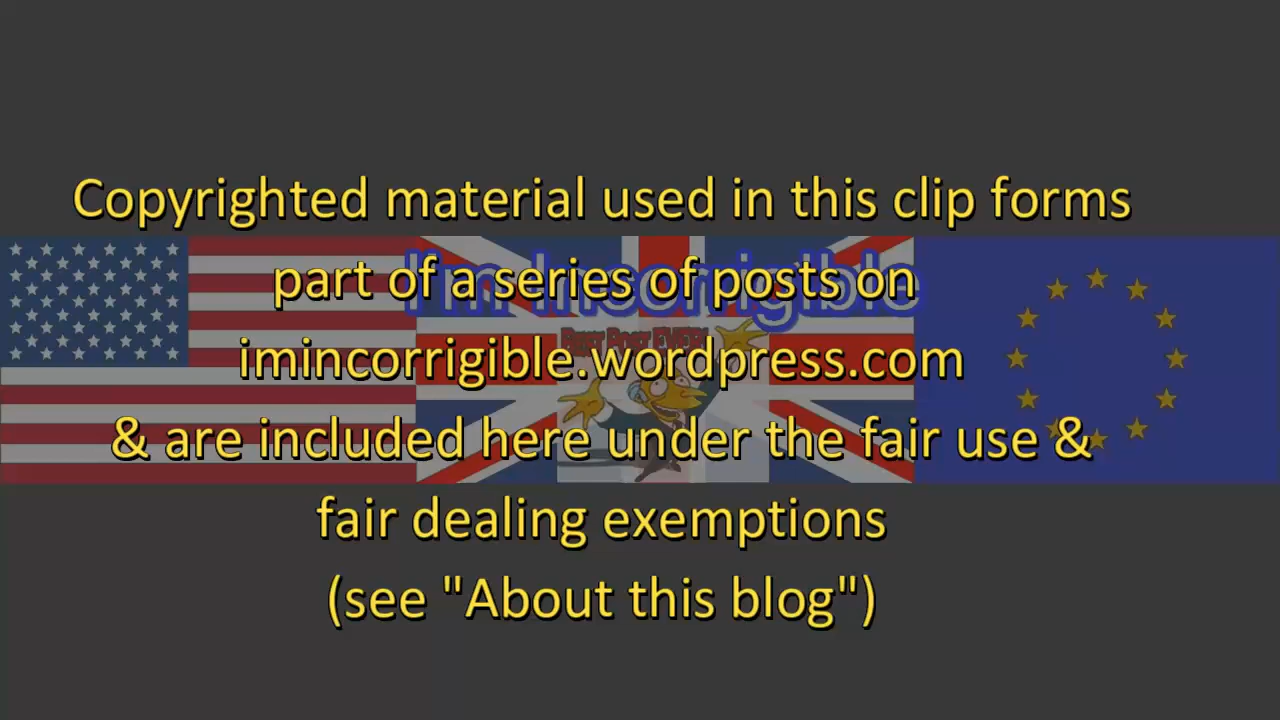 Copyrighted material used in this clip forms
part of a series of posts on
I'm Incorrigible
imincorrigible.wordpress.com
& are included here under the fair use &
fair dealing exemptions
(see "About this blog")